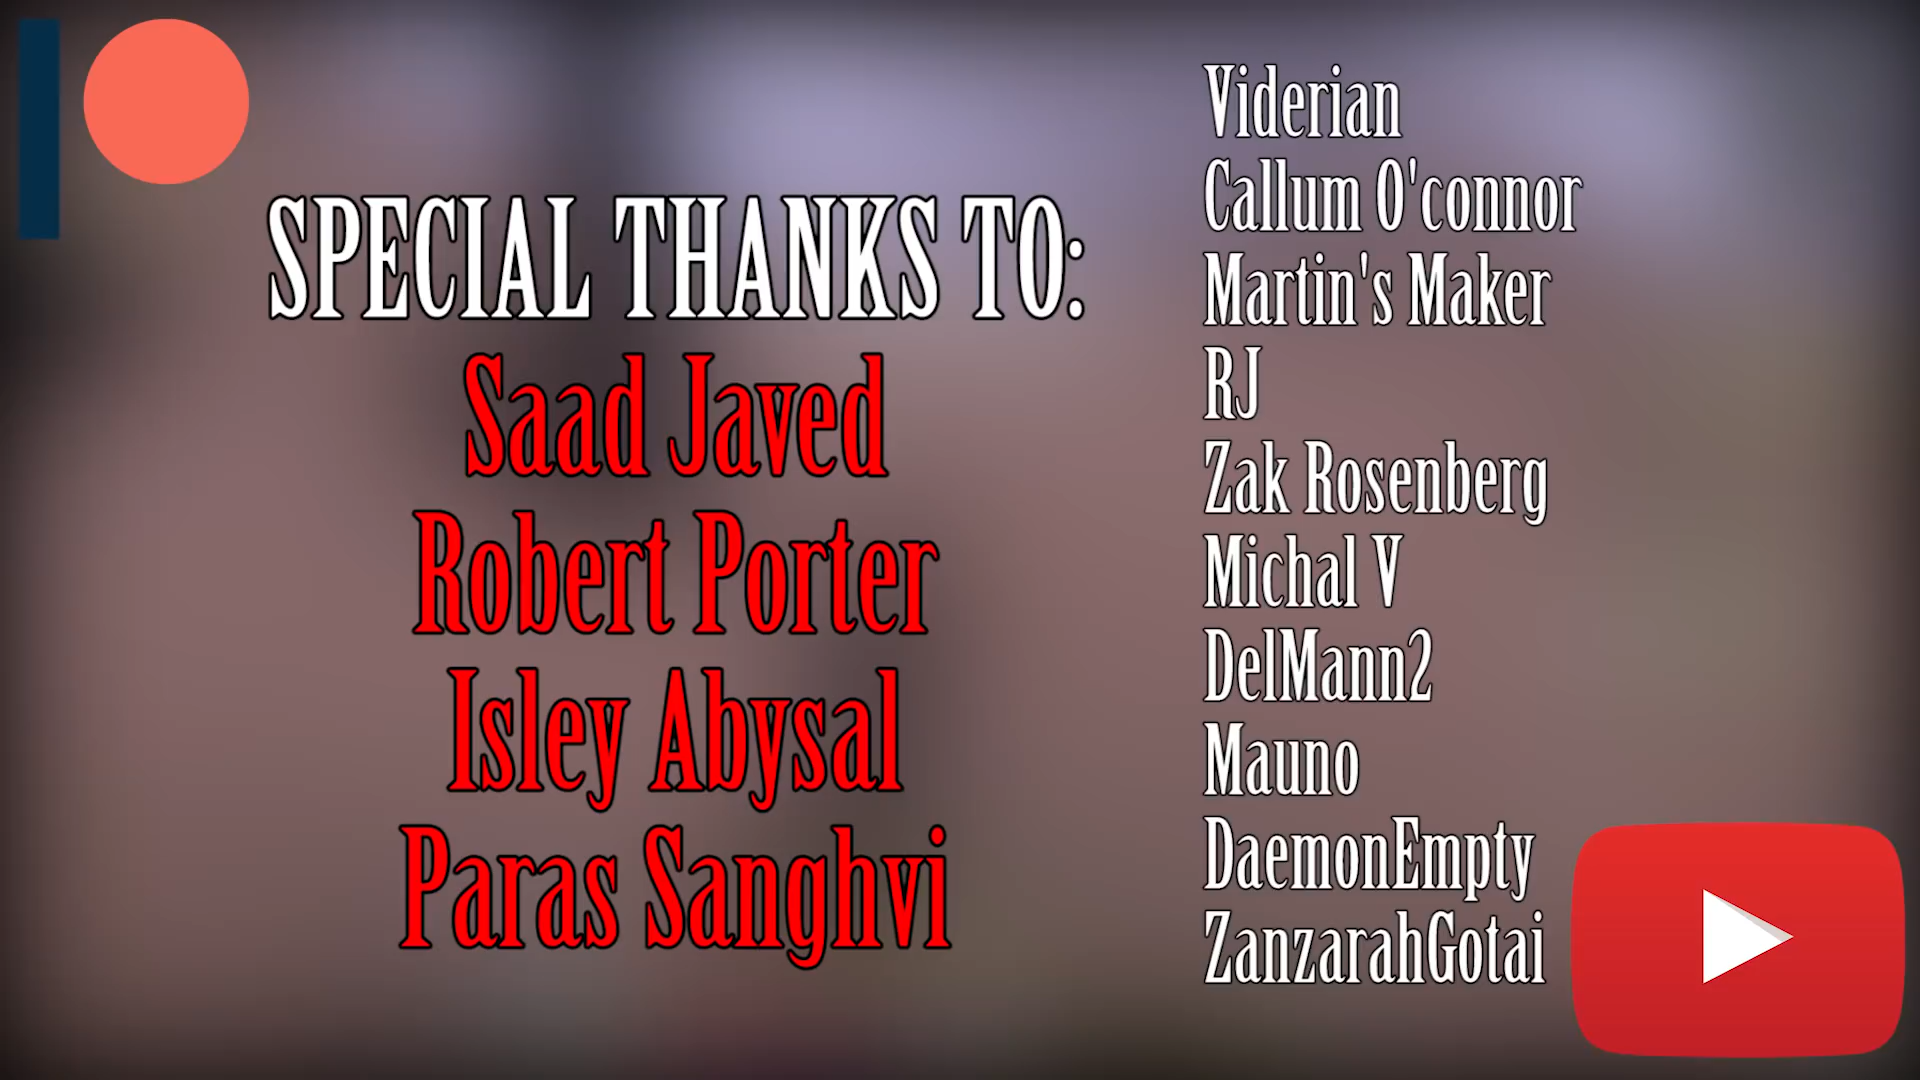 SPECIAL THANKS TO:
Saad Javed
Robert Porter
Isley Abysal
Paras Sanghvi
Viderian
Callum O'connor
Martin's Maker
RJ
Zak Rosenberg
Michal V
DelMann2
Mauno
DaemonEmpty
ZanzarahGotai